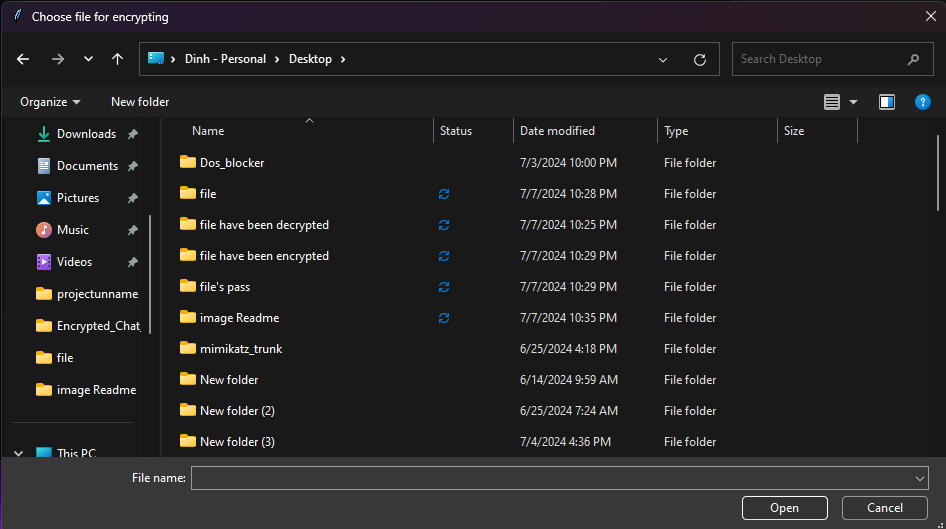 Choose file for encrypting
Dinh - Personal Desktop
Search Desktop
Organize New folder
Name Status Date modified Type Size
Downloads
Documents
Pictures
Music
Videos
projectunname
Encrypted_Chat_
file
image Readme
This PC
Dos_blocker 7/3/2024 10:00 PM File folder
file 7/7/2024 10:28 PM File folder
file have been decrypted 7/7/2024 10:25 PM File folder
file have been encrypted 7/7/2024 10:29 PM File folder
file's pass 7/7/2024 10:29 PM File folder
image Readme 7/7/2024 10:35 PM File folder
mimikatz_trunk 6/25/2024 4:18 PM File folder
New folder 6/14/2024 9:59 AM File folder
New folder (2) 6/25/2024 7:24 AM File folder
New folder (3) 7/4/2024 4:36 PM File folder
File name:
Open Cancel